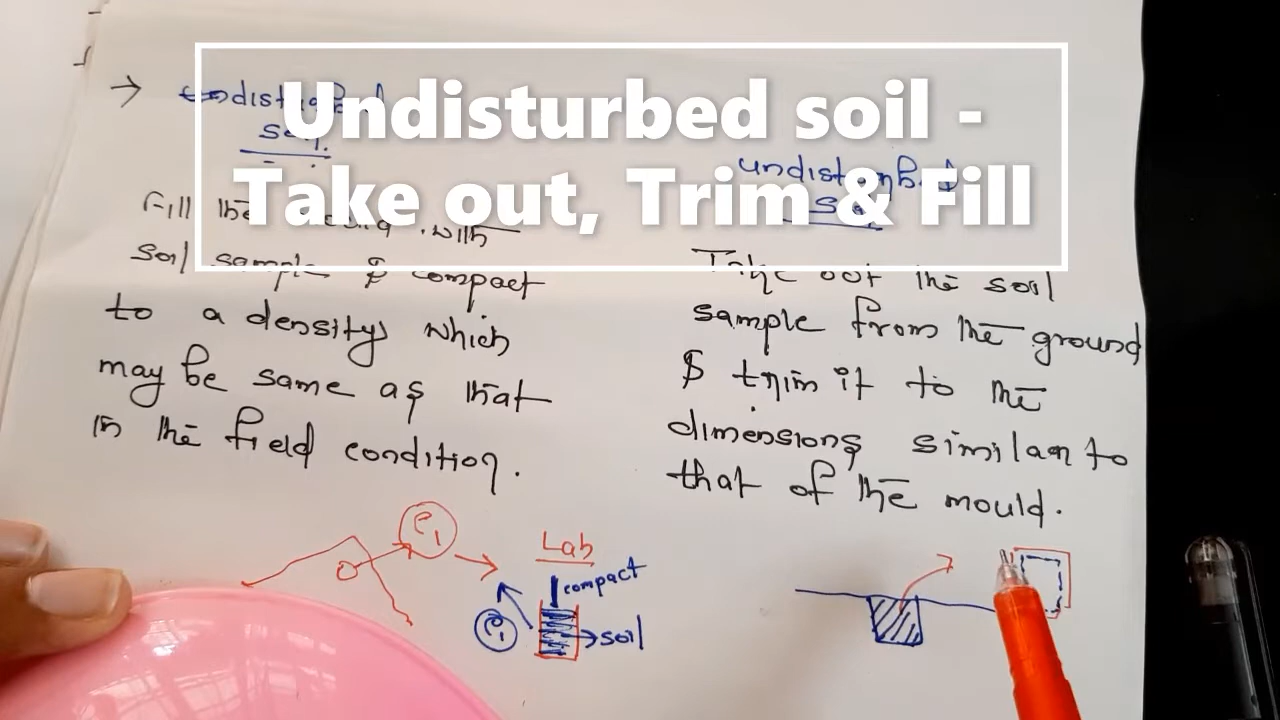 Undisturbed soil -
Take out, Trim & Fill
Fill the with
soil sample & compact
to a density which
may be same as that
in the field condition.
undisturbed
Take out the soil
sample from the ground
& trim it to the
dimensions similar to
that of the mould.
Lab
compact
soil